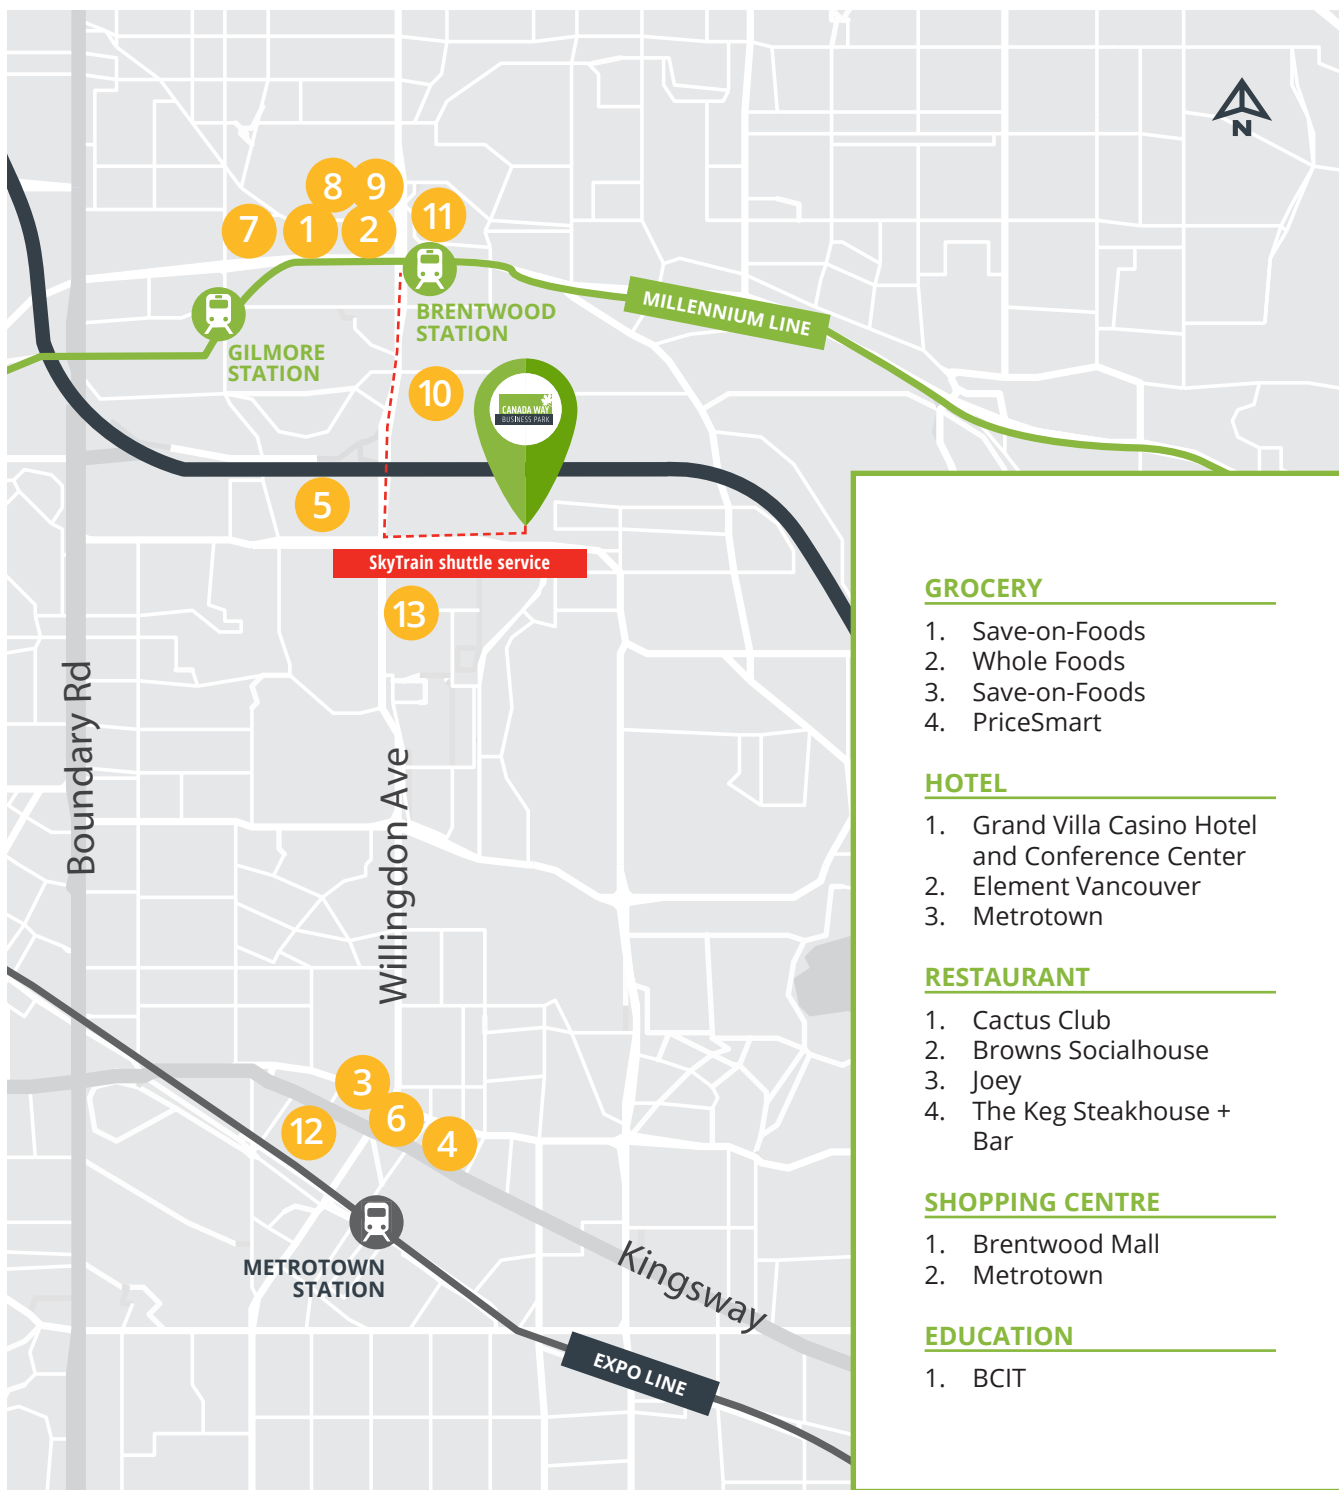 N
8
9
11
7
1
2
BRENTWOOD
STATION
MILLENNIUM LINE
GILMORE
STATION
10
CANADA WAY
BUSINESS PARK
5
SkyTrain shuttle service
13
Boundary Rd
Willingdon Ave
3
6
12
4
METROTOWN
STATION
Kingsway
EXPO LINE
GROCERY
1. Save-on-Foods
2. Whole Foods
3. Save-on-Foods
4. PriceSmart
HOTEL
1. Grand Villa Casino Hotel
and Conference Center
2. Element Vancouver
3. Metrotown
RESTAURANT
1. Cactus Club
2. Browns Socialhouse
3. Joey
4. The Keg Steakhouse +
Bar
SHOPPING CENTRE
1. Brentwood Mall
2. Metrotown
EDUCATION
1. BCIT